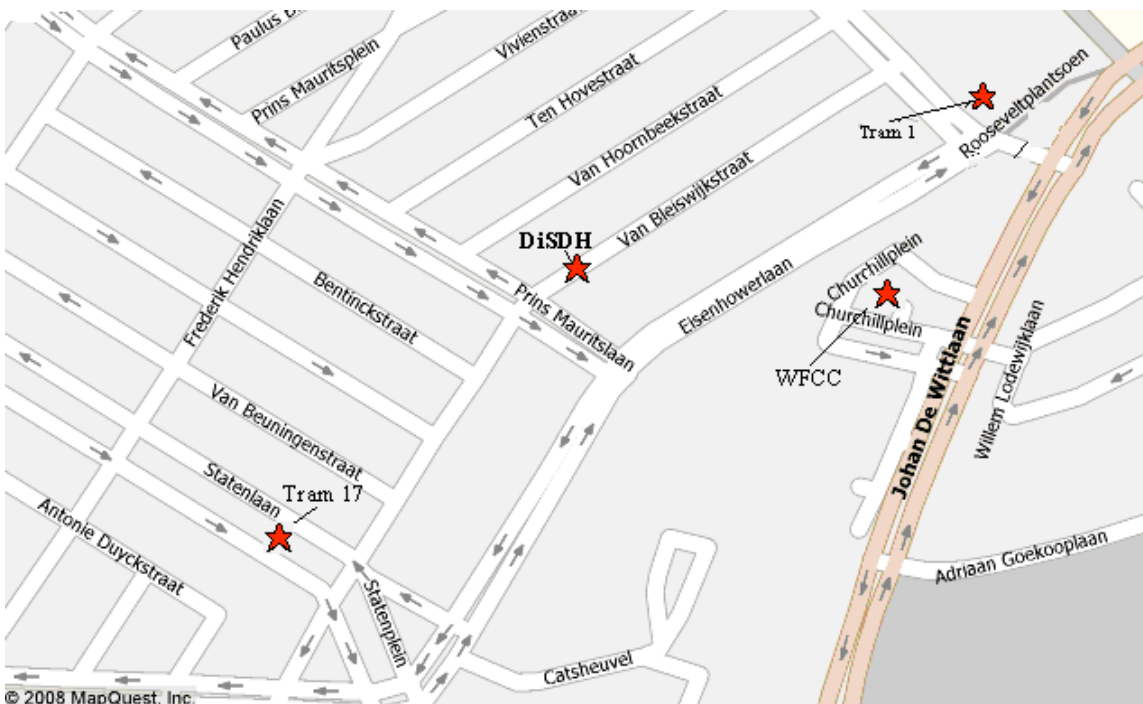 Paulus B
Prins Mauritsplein
Vivienstraat
Ten Hovestraat
Van Hoornbeekstraat
Van Bleiswijkstraat
Rooseveltplantsoen
Tram 1
DiSDH
Frederik Hendriklaan
Bentinckstraat
Prins Mauritslaan
Eisenhowerlaan
Churchillplein
Churchillplein
WFCC
Johan De Wittlaan
Willem Lodewijklaan
Van Beuningenstraat
Statenlaan
Tram 17
Antonie Duyckstraat
Statenplein
Catsheuvel
Adriaan Goekooplaan
© 2008 MapQuest, Inc.